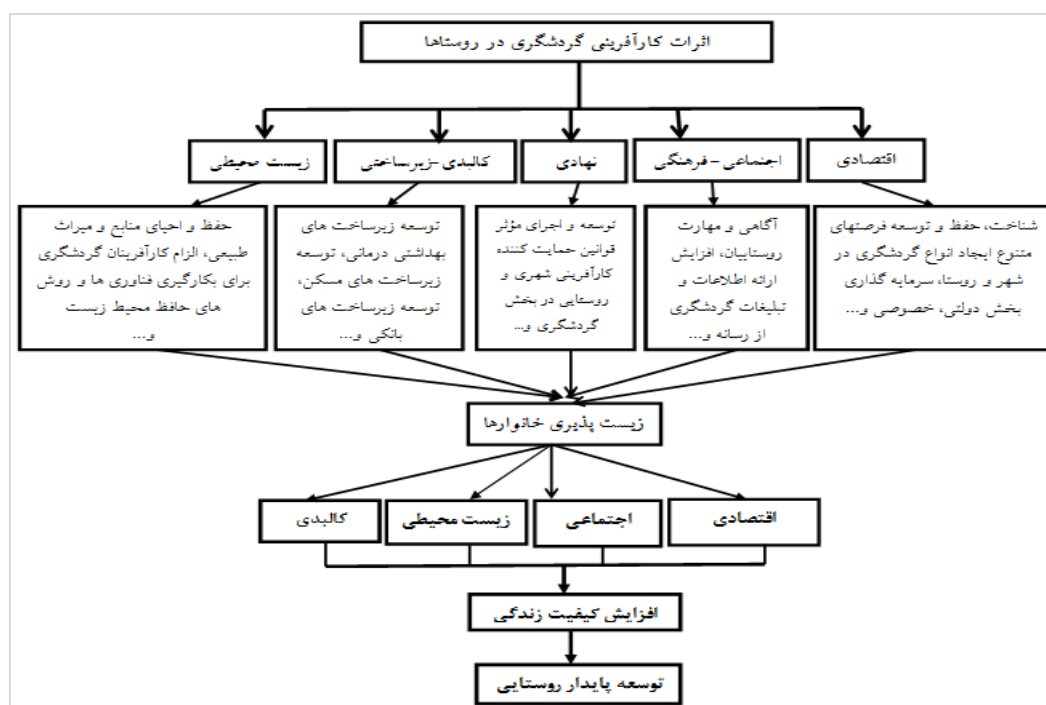 اثرات کارآفرینی گردشگری در روستاها
اقتصادی
اجتماعی-فرهنگی
نهادی
کالبدی-زیرساختی
زیست محیطی
شناخت، حفظ و توسعه فرصتهای
متنوع ایجاد انواع گردشگری در
شهر و روستا، سرمایه گذاری
بخش دولتی، خصوصی و...
آگاهی و مهارت
روستاییان، افزایش
ارائه اطلاعات و
تبلیغات گردشگری
از رسانه و...
توسعه و اجرای مؤثر
قوانین حمایت کننده
کارآفرینی شهری و
روستایی در بخش
گردشگری و...
توسعه زیرساخت های
بهداشتی درمانی، توسعه
زیرساخت های مسکن،
توسعه زیرساخت های
بانکی و...
حفظ و احیای منابع و میراث
طبیعی، الزام کارآفرینان گردشگری
برای بکارگیری فناوری ها و روش
های حافظ محیط زیست
و...
زیست پذیری خانوارها
اقتصادی
اجتماعی
زیست محیطی
کالبدی
افزایش کیفیت زندگی
توسعه پایدار روستایی